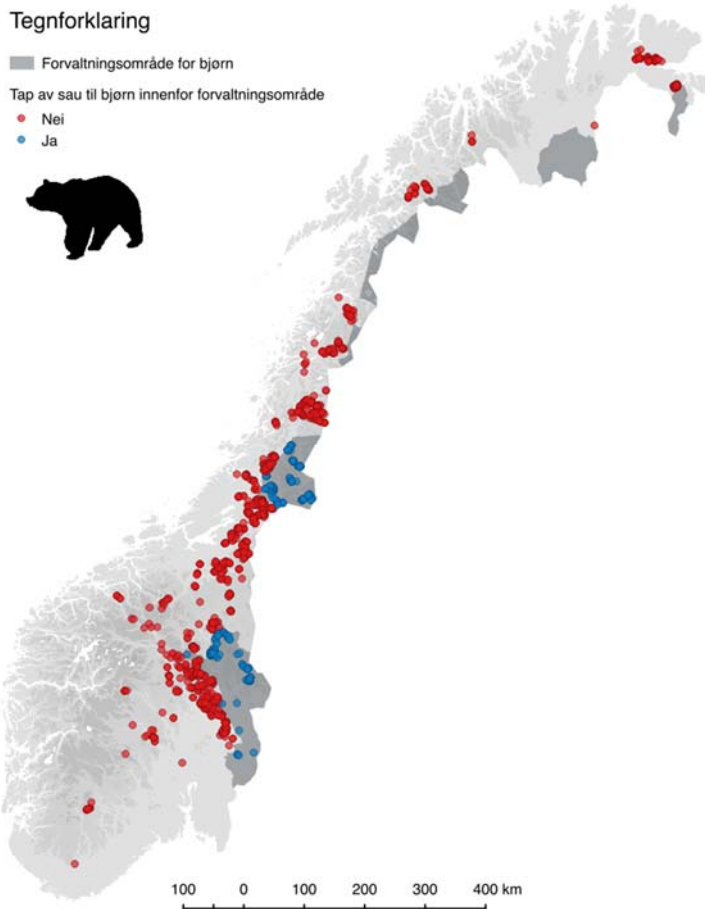 Tegnforklaring
Forvaltningsområde for bjørn
Tap av sau til bjørn innenfor forvaltningsområde
Nei
Ja
100 0 100 200 300 400 km